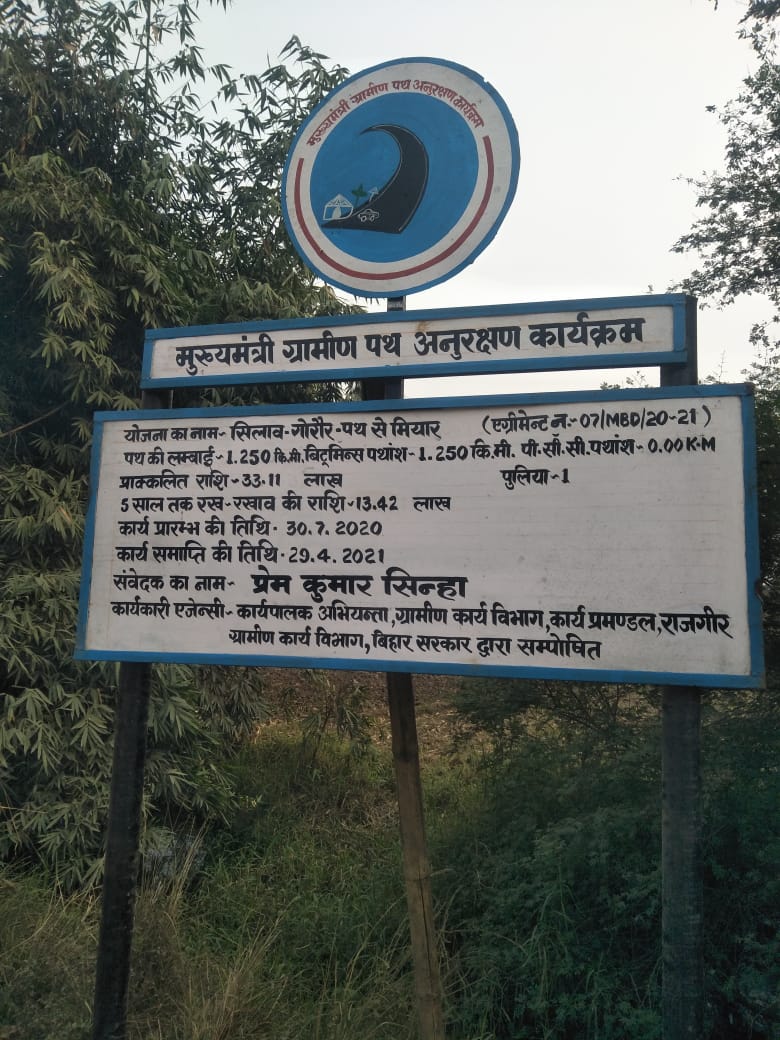 मुख्यमंत्री ग्रामीण पथ अनुरक्षण कार्यक्रम
मुख्यमंत्री ग्रामीण पथ अनुरक्षण कार्यक्रम
योजना का नाम- सिलाव-गोरौर-पथ से मियार (एग्रीमेन्ट न.- 07/MBD/20-21)
पथ की लम्बाई-1.250 कि.मी. बिटूमिन्स पथांश-1.250 कि.मी. पी.सी.सी.पथांश-0.00 K.M
प्राक्कलित राशि-33.11 लाख पुलिया-1
5 साल तक रख-रखाव की राशि-13.42 लाख
कार्य प्रारम्भ की तिथि- 30.7.2020
कार्य समाप्ति की तिथि-29.4.2021
संवेदक का नाम- प्रेम कुमार सिन्हा
कार्यकारी एजेन्सी-कार्यपालक अभियन्ता,ग्रामीण कार्य विभाग,कार्य प्रमण्डल,राजगीर
ग्रामीण कार्य विभाग,बिहार सरकार द्वारा सम्पोषित